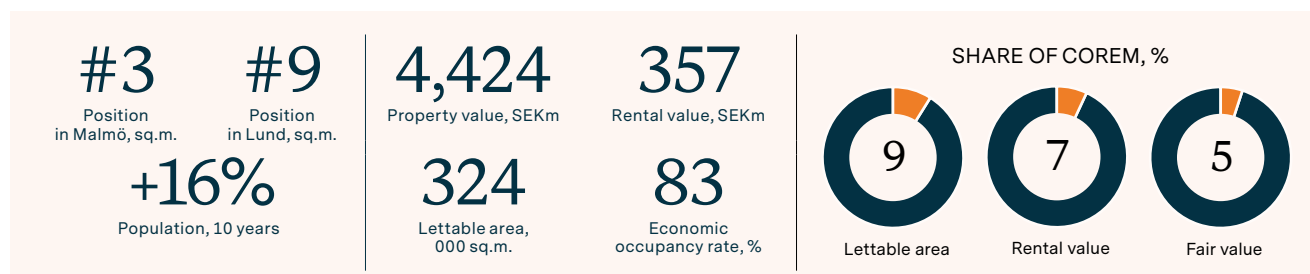 #3
Position
in Malmö, sq.m.
#9
Position
in Lund, sq.m.
+16%
Population, 10 years
4,424
Property value, SEKm
357
Rental value, SEKm
324
Lettable area,
000 sq.m.
83
Economic
occupancy rate, %
SHARE OF COREM, %
9
Lettable area
7
Rental value
5
Fair value